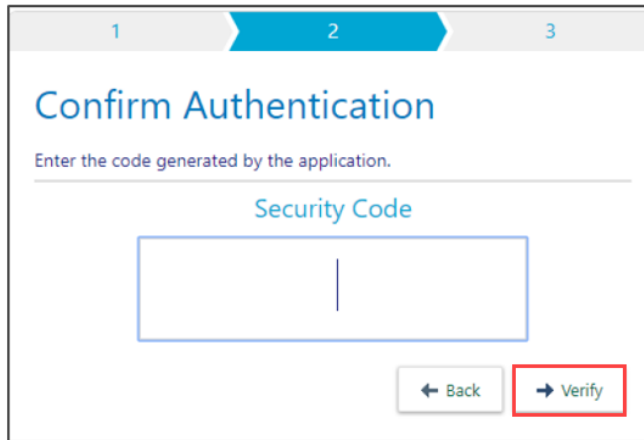 1 2 3
Confirm Authentication
Enter the code generated by the application.
Security Code
Back Verify